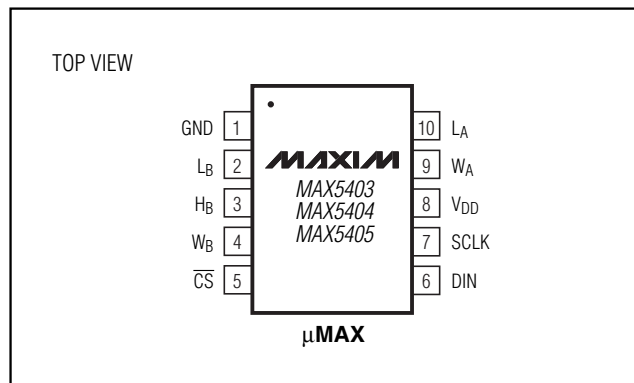 TOP VIEW
GND 1
L_B 2
H_B 3
W_B 4
C̅S̅ 5
MAXIM
MAX5403
MAX5404
MAX5405
10 L_A
9 W_A
8 V_DD
7 SCLK
6 DIN
µMAX